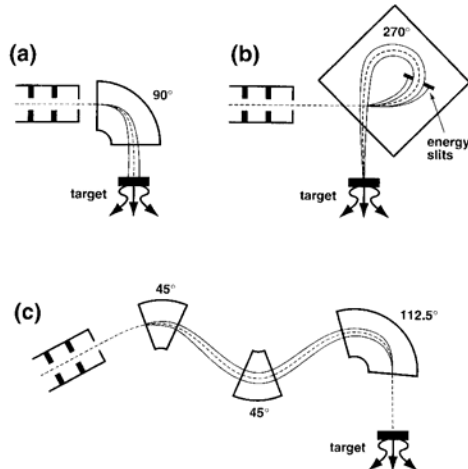 (a)
90°
target
(b)
270°
energy
slits
target
(c)
45°
45°
112.5°
target